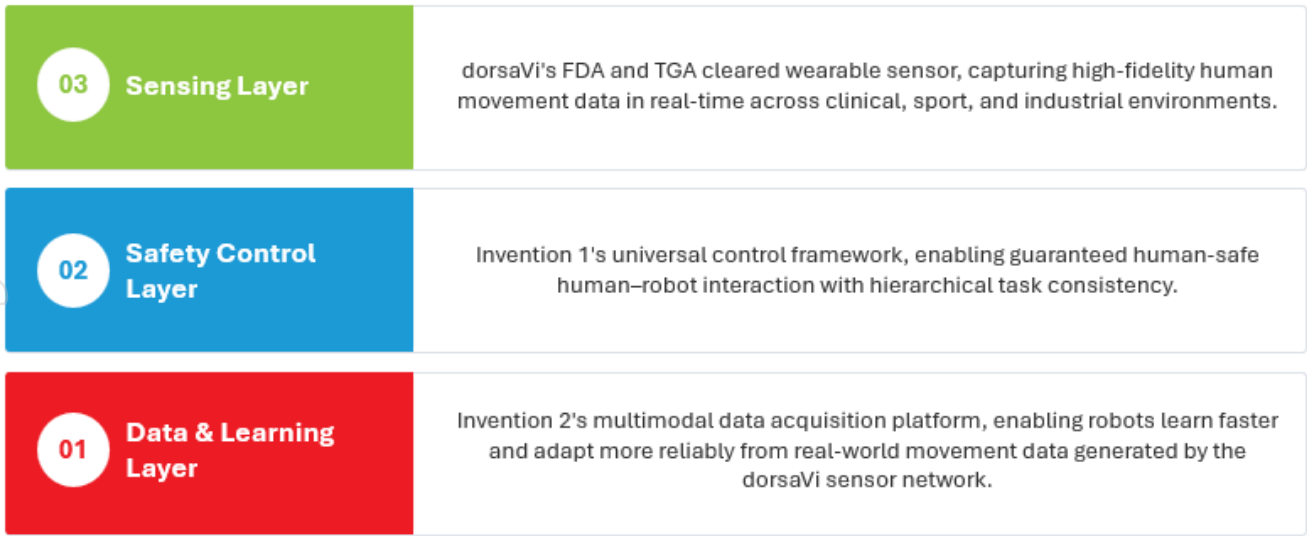 03
Sensing Layer
dorsaVi's FDA and TGA cleared wearable sensor, capturing high-fidelity human
movement data in real-time across clinical, sport, and industrial environments.
02
Safety Control
Layer
Invention 1's universal control framework, enabling guaranteed human-safe
human–robot interaction with hierarchical task consistency.
01
Data & Learning
Layer
Invention 2's multimodal data acquisition platform, enabling robots learn faster
and adapt more reliably from real-world movement data generated by the
dorsaVi sensor network.